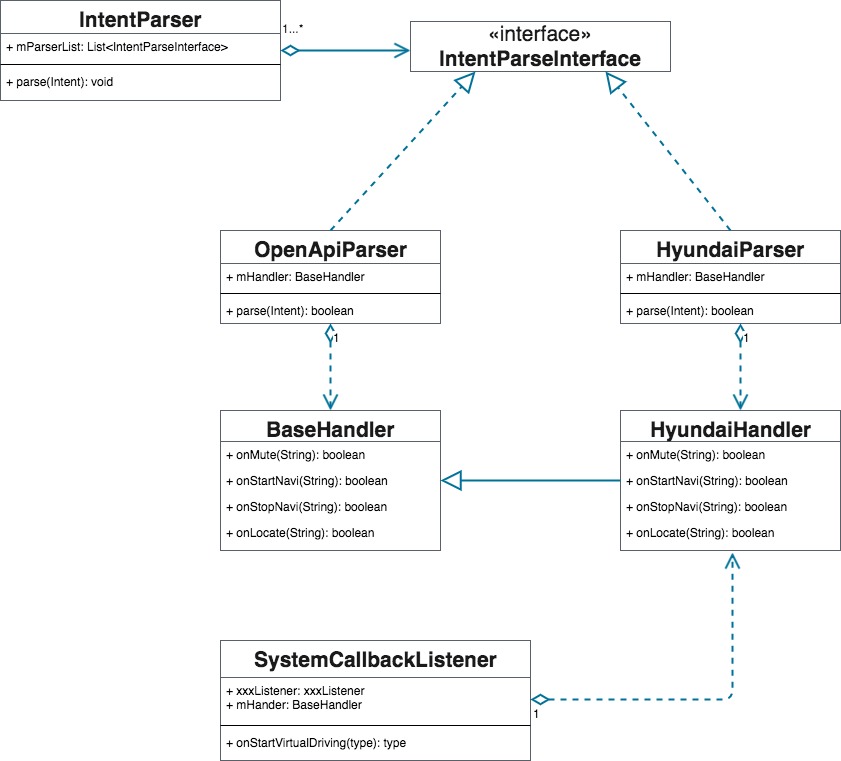 IntentParser
+ mParserList: List<IntentParseInterface>
+ parse(Intent): void
1...*
«interface»
IntentParseInterface
OpenApiParser
+ mHandler: BaseHandler
+ parse(Intent): boolean
1
HyundaiParser
+ mHandler: BaseHandler
+ parse(Intent): boolean
1
BaseHandler
+ onMute(String): boolean
+ onStartNavi(String): boolean
+ onStopNavi(String): boolean
+ onLocate(String): boolean
HyundaiHandler
+ onMute(String): boolean
+ onStartNavi(String): boolean
+ onStopNavi(String): boolean
+ onLocate(String): boolean
SystemCallbackListener
+ xxxListener: xxxListener
+ mHander: BaseHandler
+ onStartVirtualDriving(type): type
1